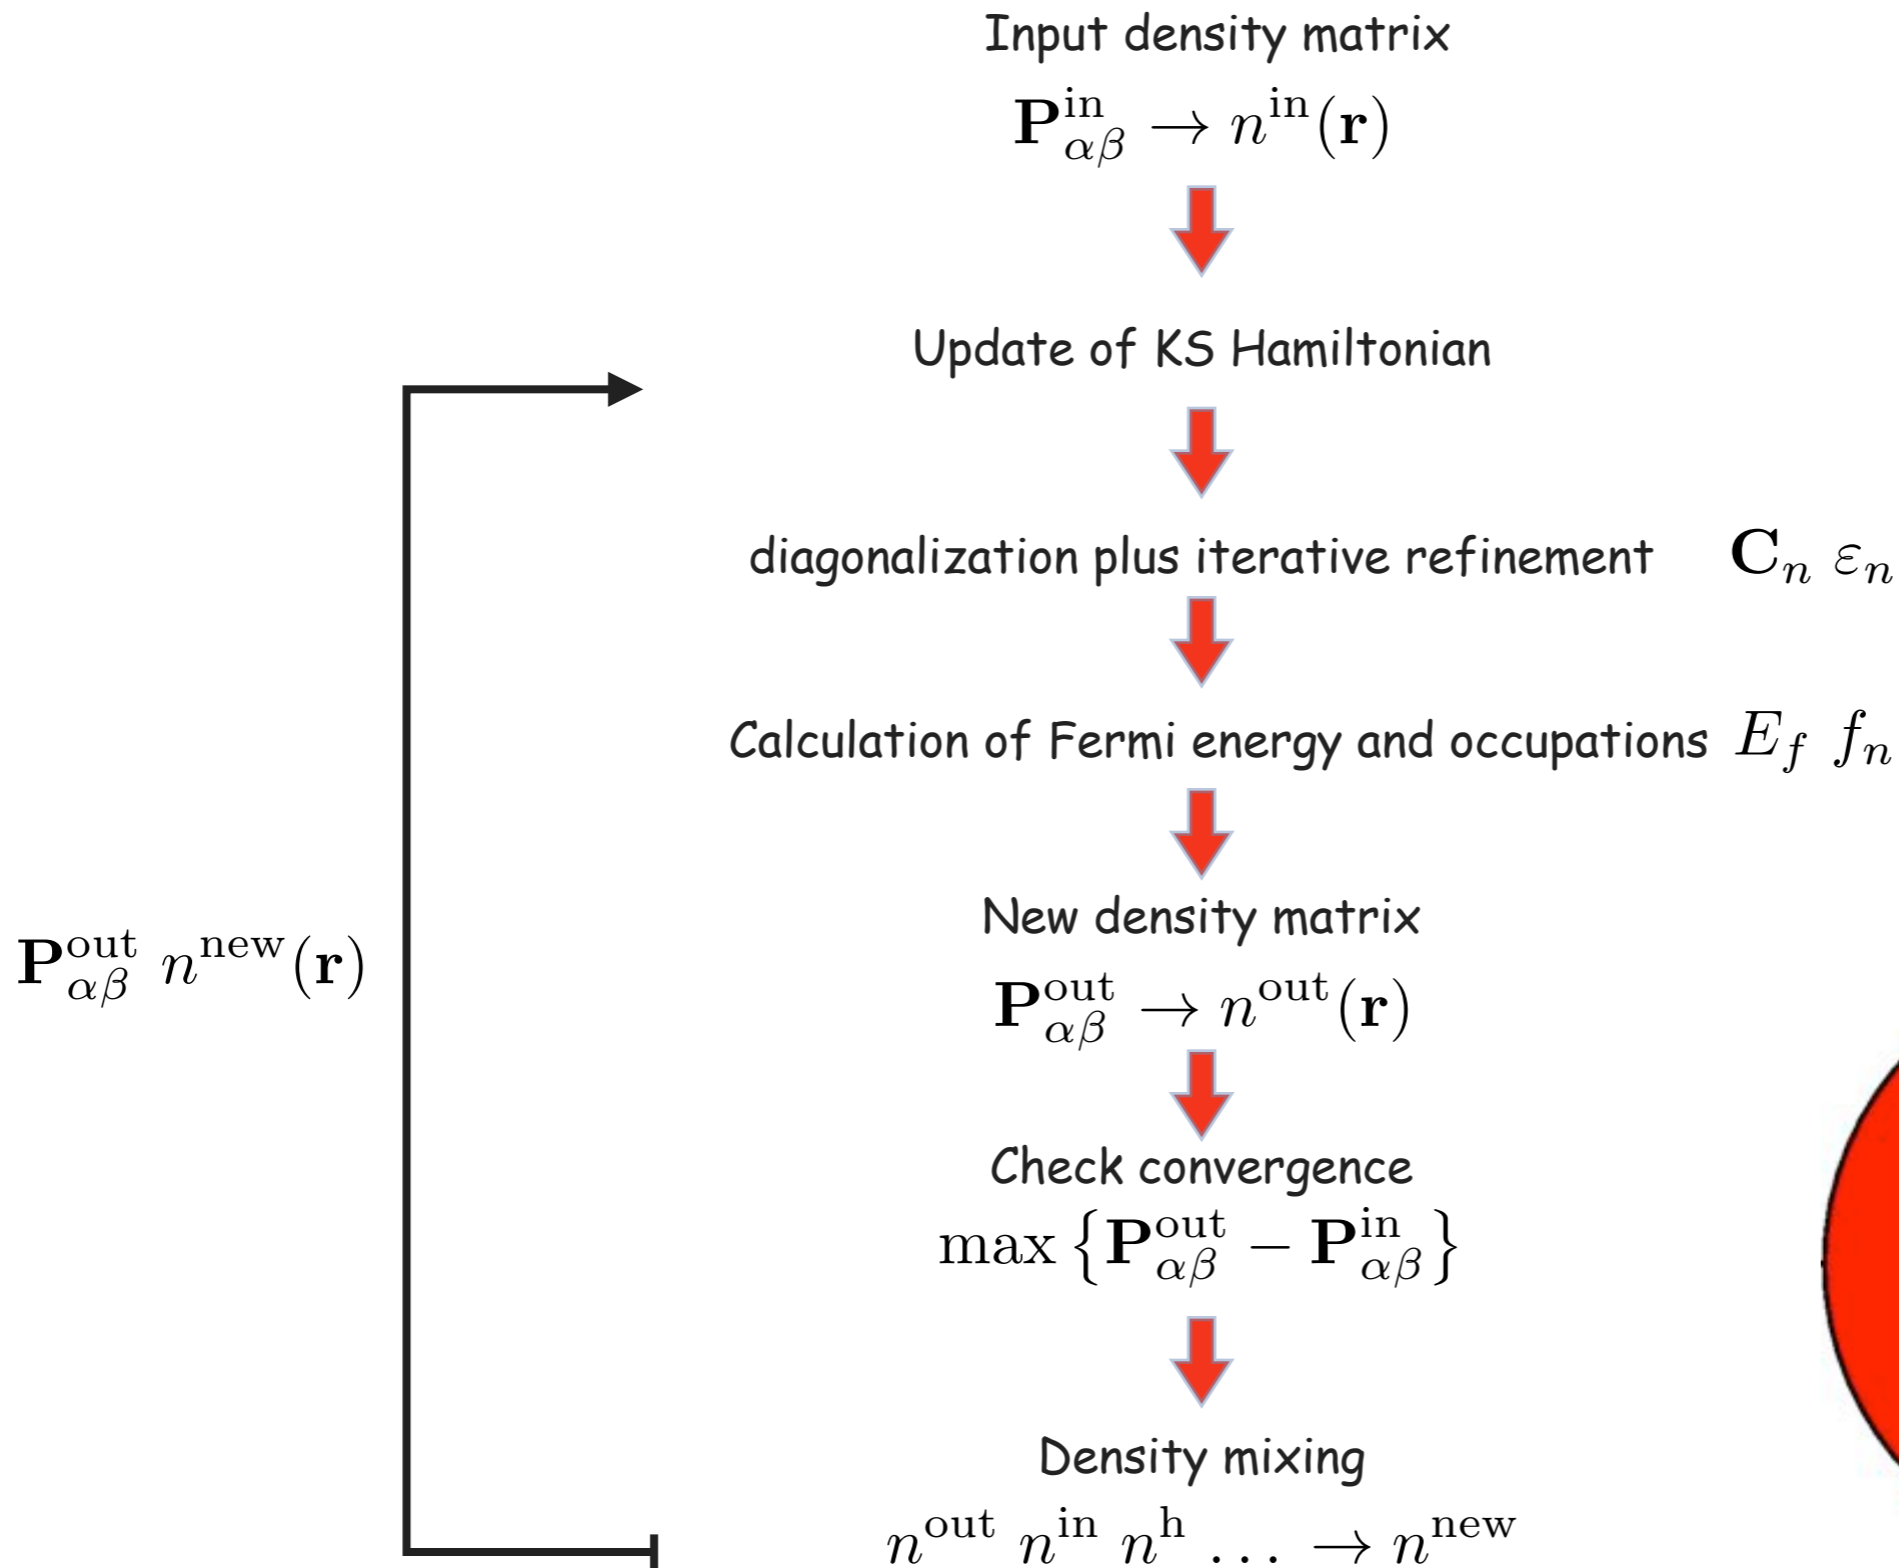 Input density matrix
𝐏ⁱⁿ_αβ → nⁱⁿ(𝐫)
Update of KS Hamiltonian
diagonalization plus iterative refinement 𝐂_n ε_n
Calculation of Fermi energy and occupations E_f f_n
New density matrix
𝐏^out_αβ n^new(𝐫)
𝐏^out_αβ → n^out(𝐫)
Check convergence
max {𝐏^out_αβ − 𝐏^in_αβ}
Density mixing
n^out n^in n^h … → n^new